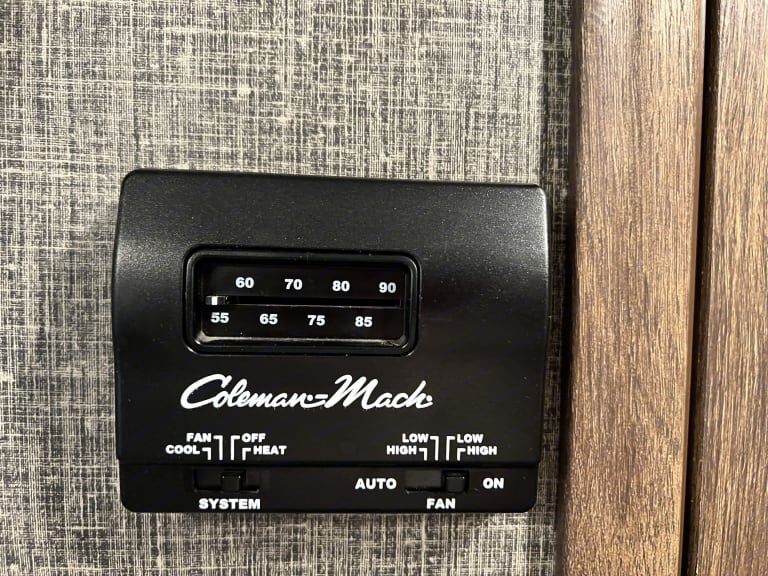 60 70 80 90
55 65 75 85
Coleman-Mach
FAN OFF LOW LOW
COOL HEAT HIGH HIGH
AUTO ON
SYSTEM FAN